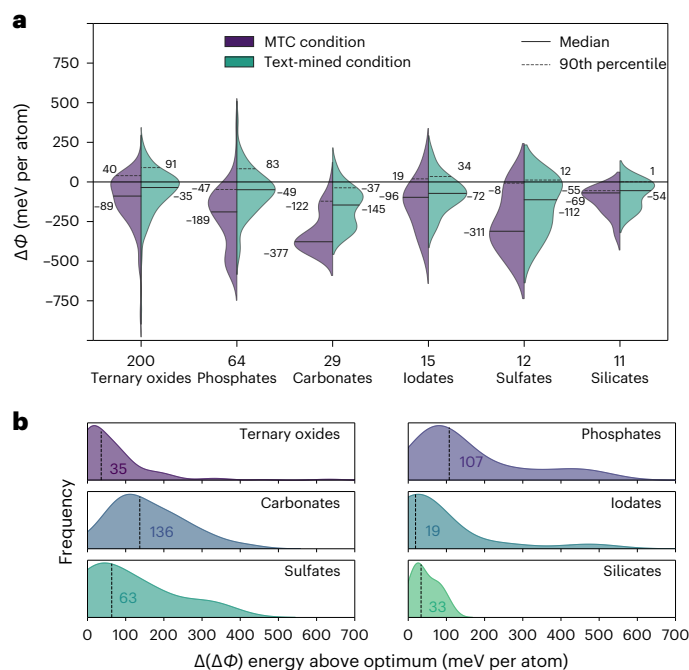 a
MTC condition
Text-mined condition
Median
90th percentile
ΔΦ (meV per atom)
750
500
250
0
−250
−500
−750
40
91
−89
−35
−47
83
−189
−49
−122
−37
−377
−145
19
34
−96
−72
−8
12
−311
−112
−55
1
−69
−54
200
64
29
15
12
11
Ternary oxides
Phosphates
Carbonates
Iodates
Sulfates
Silicates
b
Frequency
Ternary oxides
35
Phosphates
107
Carbonates
136
Iodates
19
Sulfates
63
Silicates
33
0 100 200 300 400 500 600 700
0 100 200 300 400 500 600 700
Δ(ΔΦ) energy above optimum (meV per atom)